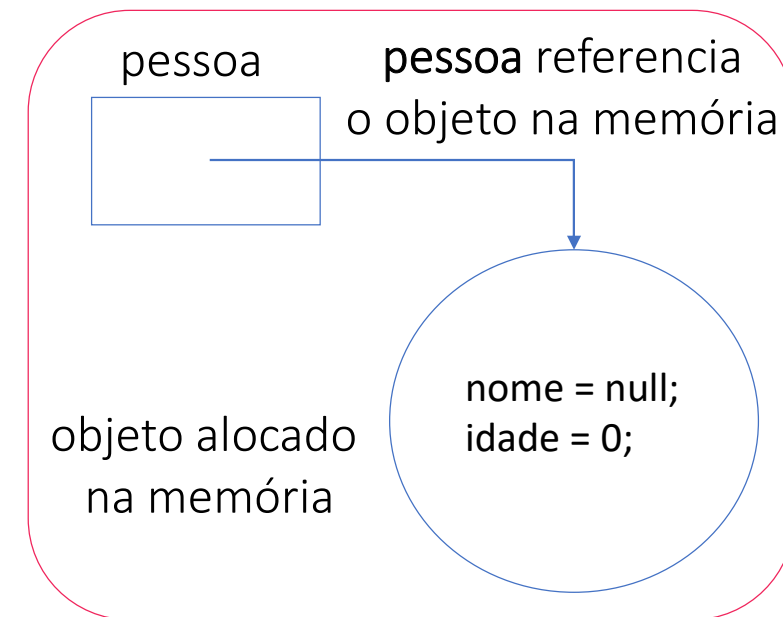 pessoa
pessoa referencia
o objeto na memória
nome = null;
idade = 0;
objeto alocado
na memória